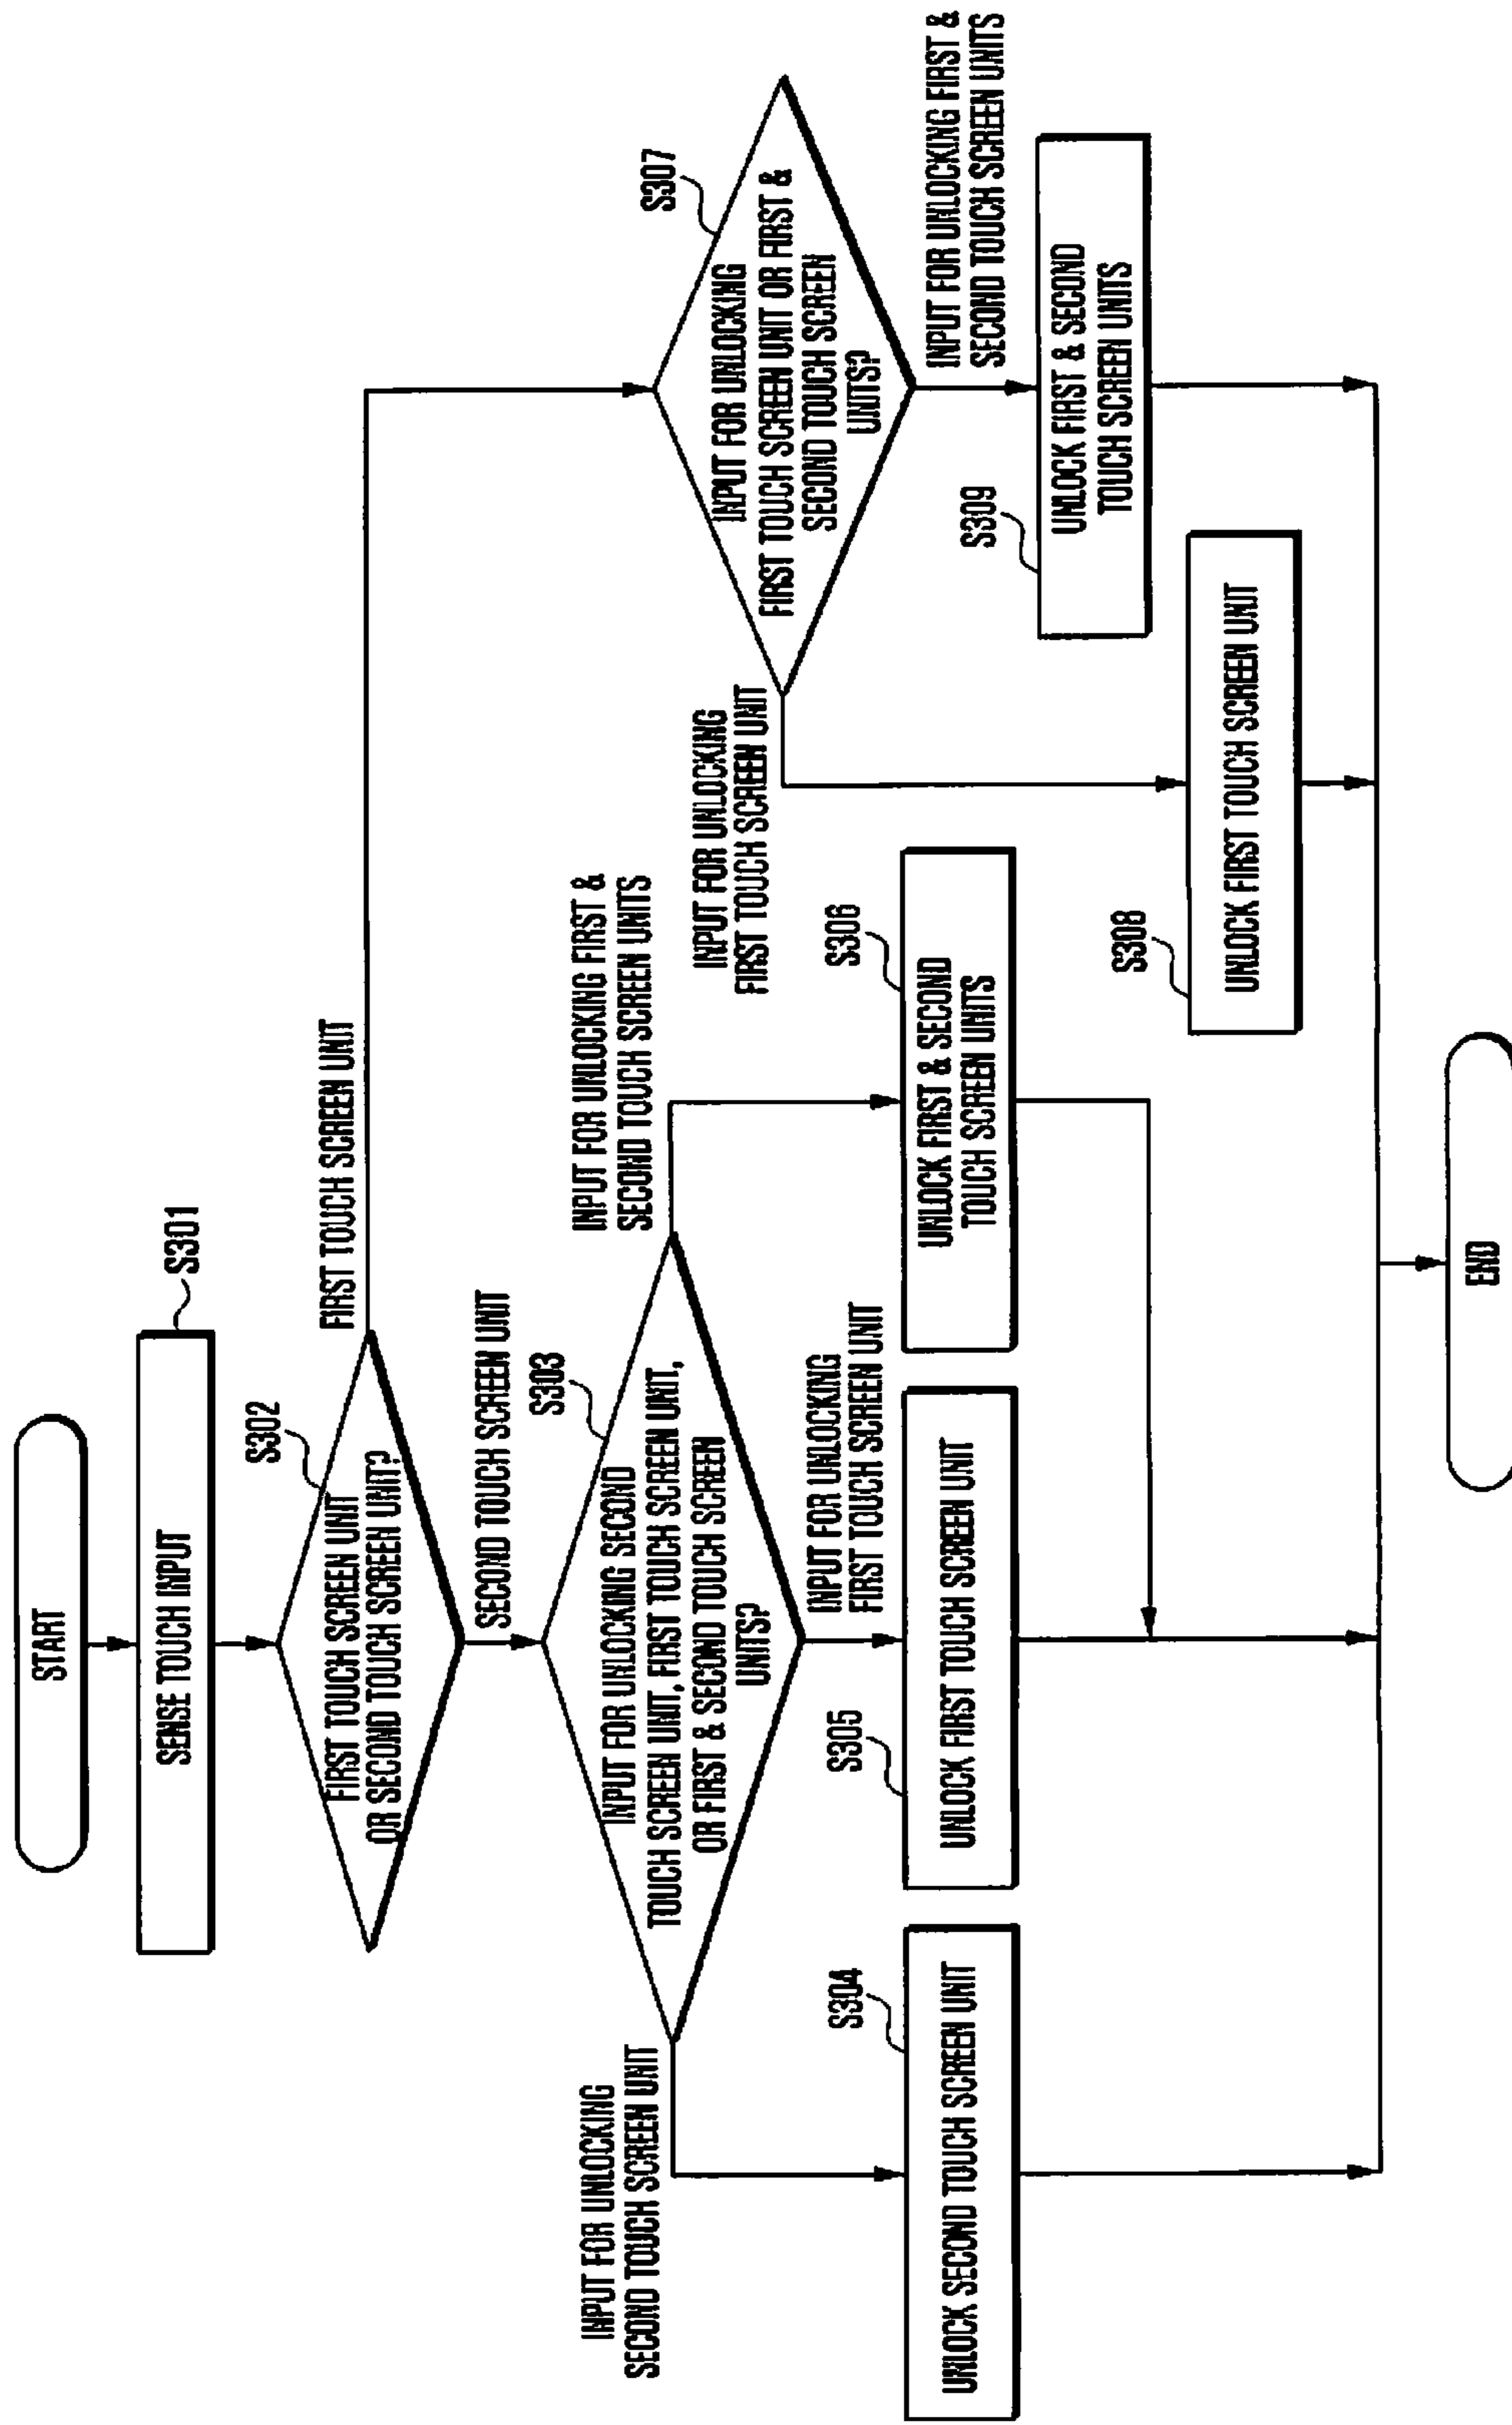 START
SENSE TOUCH INPUT
S301
FIRST TOUCH SCREEN UNIT
OR SECOND TOUCH SCREEN UNIT?
S302
FIRST TOUCH SCREEN UNIT
SECOND TOUCH SCREEN UNIT
INPUT FOR UNLOCKING SECOND
TOUCH SCREEN UNIT, FIRST TOUCH SCREEN UNIT,
OR FIRST & SECOND TOUCH SCREEN
UNITS?
S303
INPUT FOR UNLOCKING
SECOND TOUCH SCREEN UNIT
INPUT FOR UNLOCKING FIRST &
SECOND TOUCH SCREEN UNITS
INPUT FOR UNLOCKING
FIRST TOUCH SCREEN UNIT
S304
UNLOCK SECOND TOUCH SCREEN UNIT
S305
UNLOCK FIRST TOUCH SCREEN UNIT
S306
UNLOCK FIRST & SECOND
TOUCH SCREEN UNITS
S307
INPUT FOR UNLOCKING
FIRST TOUCH SCREEN UNIT OR FIRST &
SECOND TOUCH SCREEN
UNITS?
INPUT FOR UNLOCKING
FIRST TOUCH SCREEN UNIT
INPUT FOR UNLOCKING FIRST &
SECOND TOUCH SCREEN UNITS
S309
UNLOCK FIRST & SECOND
TOUCH SCREEN UNITS
S308
UNLOCK FIRST TOUCH SCREEN UNIT
END